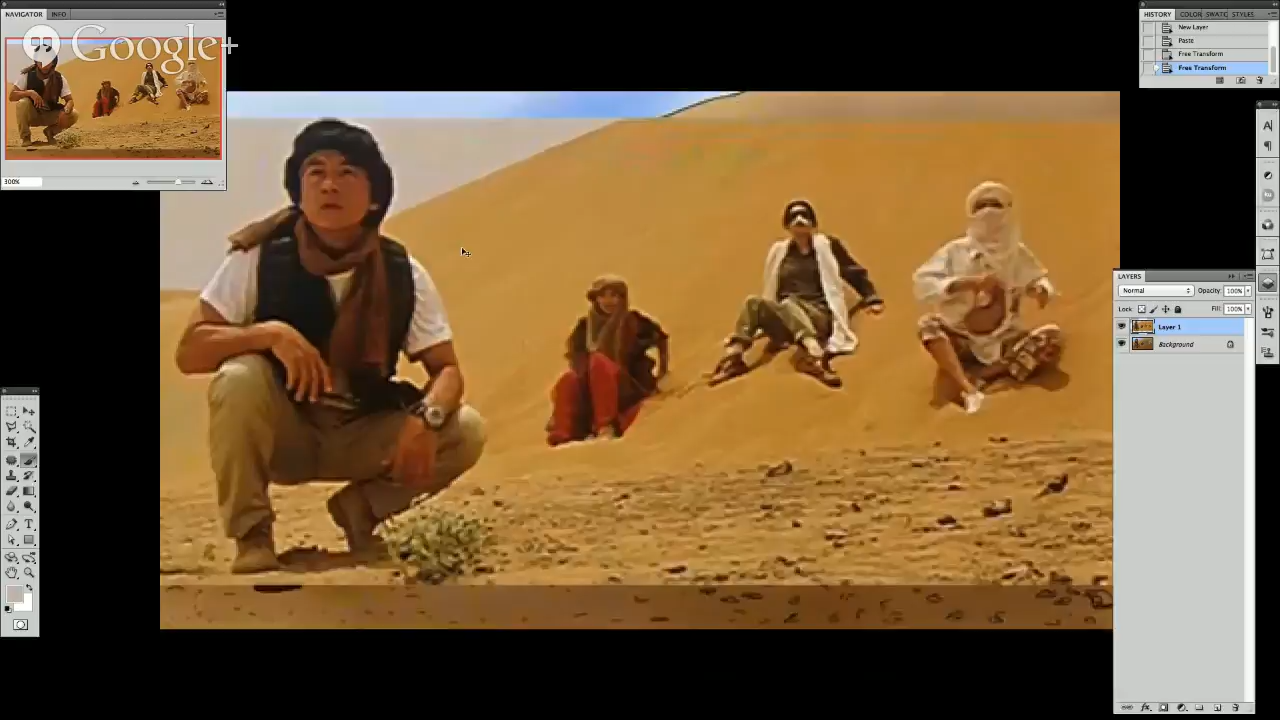 NAVIGATOR INFO
Google+
300%
HISTORY COLOR SWATC STYLES
New Layer
Paste
Free Transform
Free Transform
LAYERS
Normal Opacity: 100%
Lock: Fill: 100%
Layer 1
Background